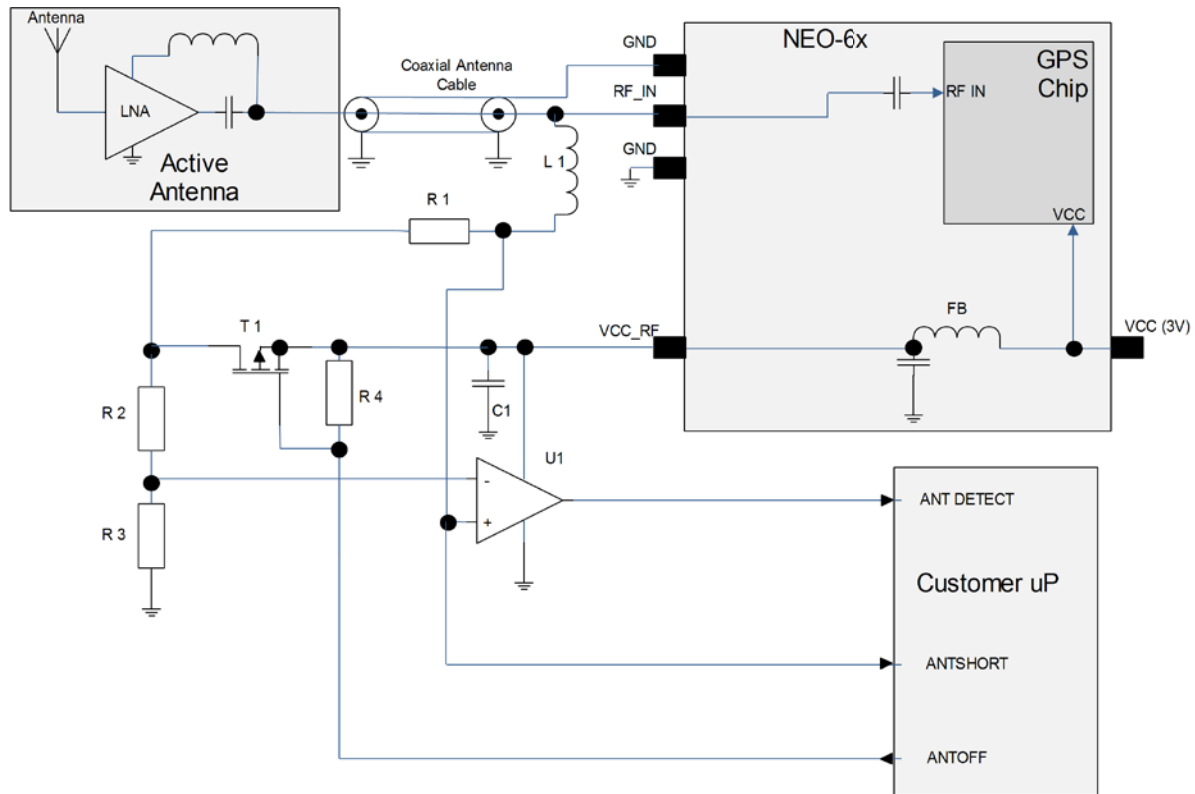 Antenna
LNA
Active
Antenna
Coaxial Antenna
Cable
GND
RF_IN
GND
NEO-6x
GPS
Chip
RF IN
VCC
L 1
R 1
T 1
VCC_RF
FB
VCC (3V)
R 2
R 4
C1
U1
-
+
R 3
ANT DETECT
Customer uP
ANTSHORT
ANTOFF